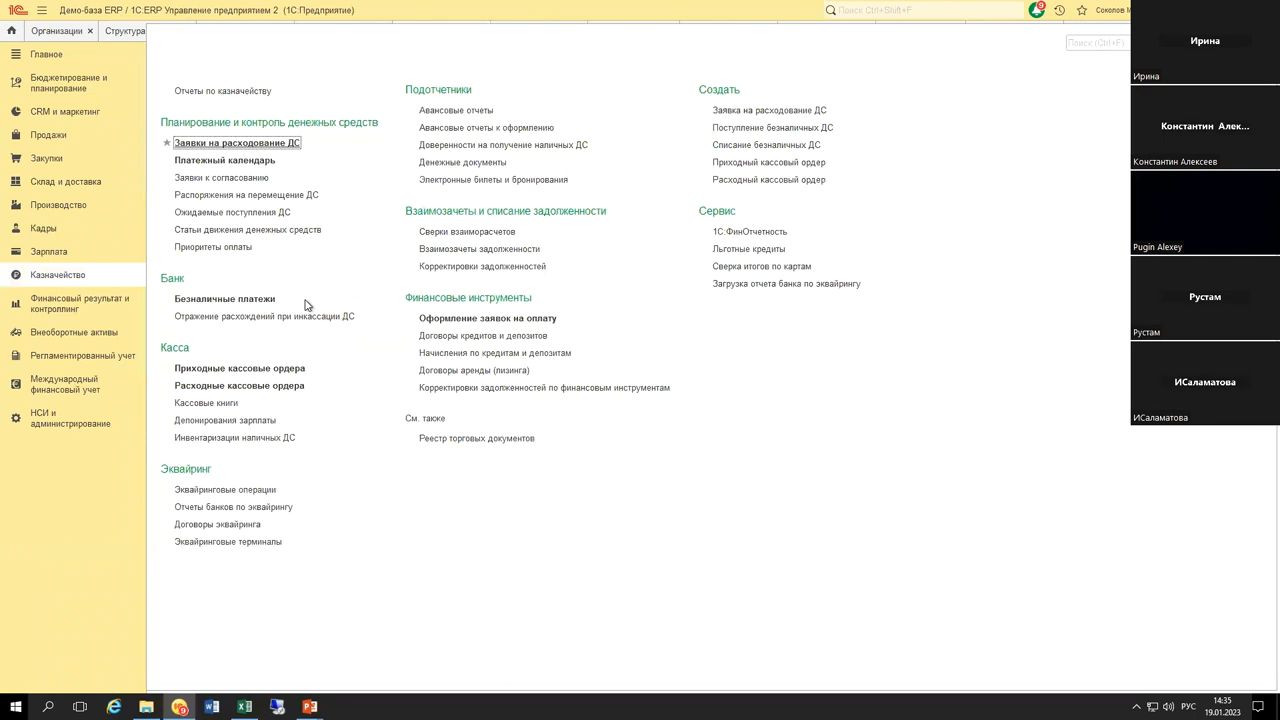 Демо-база ERP / 1С:ERP Управление предприятием 2 (1С:Предприятие)
Поиск Ctrl+Shift+F
9
Соколов М
Организации
Структура
Поиск (Ctrl+F)
Главное
Бюджетирование и
планирование
CRM и маркетинг
Продажи
Закупки
Склад и доставка
Производство
Кадры
Зарплата
Казначейство
Финансовый результат и
контроллинг
Внеоборотные активы
Регламентированный учет
Международный
финансовый учет
НСИ и
администрирование
Отчеты по казначейству
Планирование и контроль денежных средств
Заявки на расходование ДС
Платежный календарь
Заявки к согласованию
Распоряжения на перемещение ДС
Ожидаемые поступления ДС
Статьи движения денежных средств
Приоритеты оплаты
Банк
Безналичные платежи
Отражение расхождений при инкассации ДС
Касса
Приходные кассовые ордера
Расходные кассовые ордера
Кассовые книги
Депонирования зарплаты
Инвентаризации наличных ДС
Эквайринг
Эквайринговые операции
Отчеты банков по эквайрингу
Договоры эквайринга
Эквайринговые терминалы
Подотчетники
Авансовые отчеты
Авансовые отчеты к оформлению
Доверенности на получение наличных ДС
Денежные документы
Электронные билеты и бронирования
Взаимозачеты и списание задолженности
Сверки взаиморасчетов
Взаимозачеты задолженности
Корректировки задолженностей
Финансовые инструменты
Оформление заявок на оплату
Договоры кредитов и депозитов
Начисления по кредитам и депозитам
Договоры аренды (лизинга)
Корректировки задолженностей по финансовым инструментам
См. также
Реестр торговых документов
Создать
Заявка на расходование ДС
Поступление безналичных ДС
Списание безналичных ДС
Приходный кассовый ордер
Расходный кассовый ордер
Сервис
1С:ФинОтчетность
Льготные кредиты
Сверка итогов по картам
Загрузка отчета банка по эквайрингу
Ирина
Ирина
Константин Алек...
Константин Алексеев
Pugin Alexey
Рустам
Рустам
ИСаламатова
ИСаламатова
РУС
14:35
19.01.2023